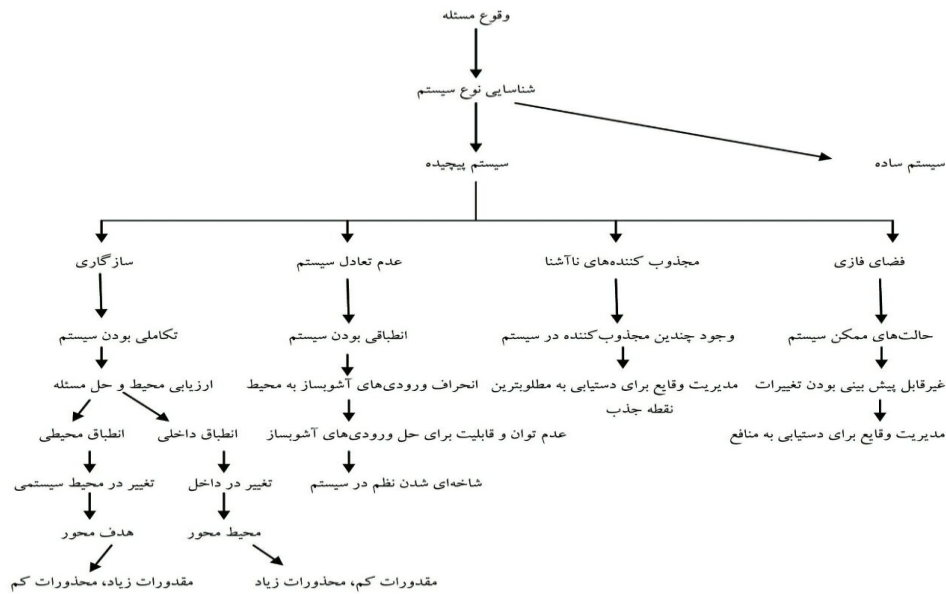 وقوع مسئله
شناسایی نوع سیستم
سیستم پیچیده
سیستم ساده
فضای فازی
مجذوب کننده‌های ناآشنا
عدم تعادل سیستم
سازگاری
حالت‌های ممکن سیستم
وجود چندین مجذوب‌کننده در سیستم
انطباقی بودن سیستم
تکاملی بودن سیستم
غیرقابل پیش بینی بودن تغییرات
مدیریت وقایع برای دستیابی به مطلوبترین
نقطه جذب
انحراف ورودی‌های آشوبساز به محیط
ارزیابی محیط و حل مسئله
مدیریت وقایع برای دستیابی به منافع
عدم توان و قابلیت برای حل ورودی‌های آشوبساز
انطباق داخلی
انطباق محیطی
شاخه‌ای شدن نظم در سیستم
تغییر در داخل
تغییر در محیط سیستمی
محیط محور
هدف محور
مقدورات کم، محذورات زیاد
مقدورات زیاد، محذورات کم